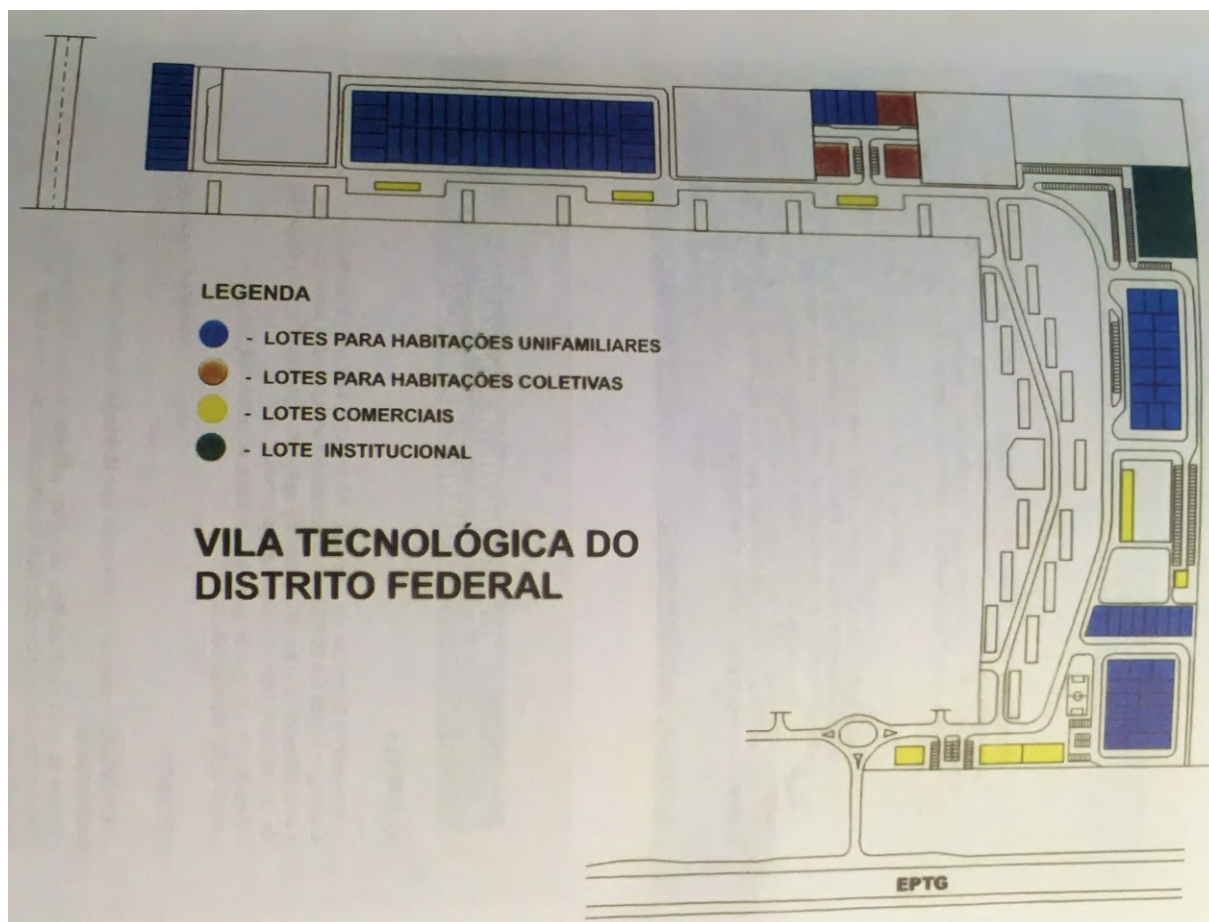 LEGENDA
- LOTES PARA HABITAÇÕES UNIFAMILIARES
- LOTES PARA HABITAÇÕES COLETIVAS
- LOTES COMERCIAIS
- LOTE INSTITUCIONAL
VILA TECNOLÓGICA DO
DISTRITO FEDERAL
EPTG